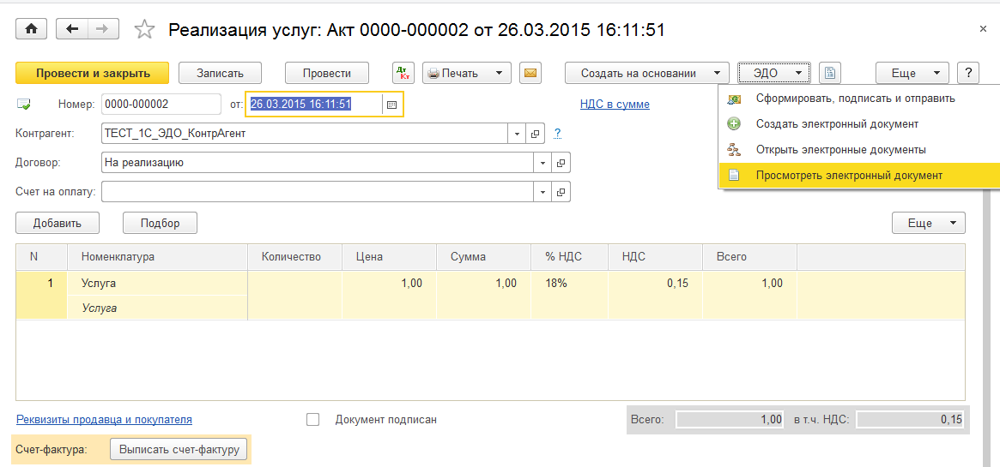 Реализация услуг: Акт 0000-000002 от 26.03.2015 16:11:51
Провести и закрыть Записать Провести Дт Кт Печать Создать на основании ЭДО Еще ?
Номер: 0000-000002 от: 26.03.2015 16:11:51 НДС в сумме
Сформировать, подписать и отправить
Создать электронный документ
Открыть электронные документы
Просмотреть электронный документ
Контрагент: ТЕСТ_1С_ЭДО_КонтрАгент ?
Договор: На реализацию
Счет на оплату:
Добавить Подбор Еще
N Номенклатура Количество Цена Сумма % НДС НДС Всего
1 Услуга 1,00 1,00 18% 0,15 1,00
Услуга
Реквизиты продавца и покупателя Документ подписан Всего: 1,00 в т.ч. НДС: 0,15
Счет-фактура: Выписать счет-фактуру